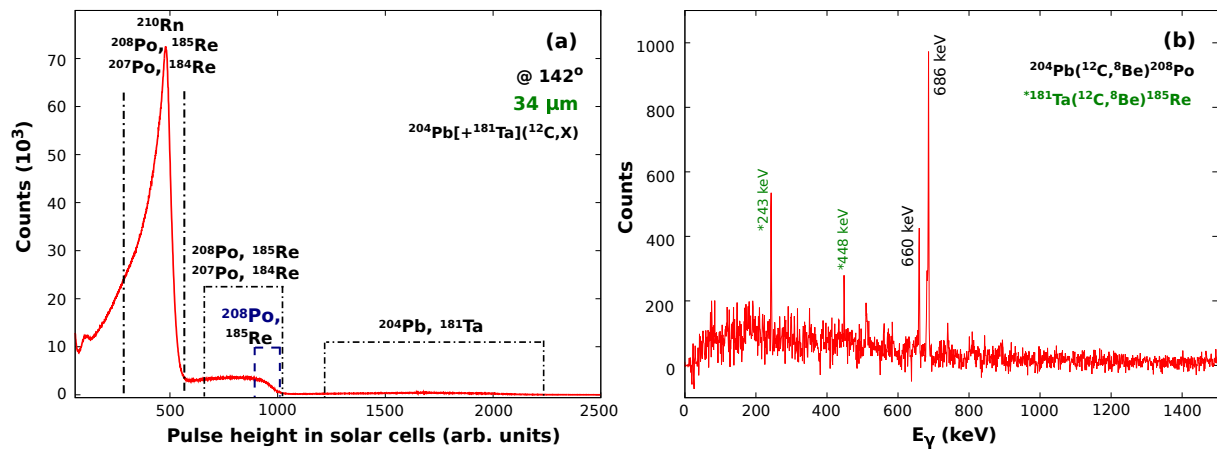 (a)
²¹⁰Rn
²⁰⁸Po, ¹⁸⁵Re
²⁰⁷Po, ¹⁸⁴Re
@ 142º
34 µm
²⁰⁴Pb[+¹⁸¹Ta](¹²C,X)
²⁰⁸Po, ¹⁸⁵Re
²⁰⁷Po, ¹⁸⁴Re
²⁰⁸Po,
¹⁸⁵Re
²⁰⁴Pb, ¹⁸¹Ta
Counts (10³)
70
60
50
40
30
20
10
0
500
1000
1500
2000
2500
Pulse height in solar cells (arb. units)
(b)
²⁰⁴Pb(¹²C,⁸Be)²⁰⁸Po
*¹⁸¹Ta(¹²C,⁸Be)¹⁸⁵Re
*243 keV
*448 keV
660 keV
686 keV
Counts
1000
800
600
400
200
0
0
200
400
600
800
1000
1200
1400
Eγ (keV)